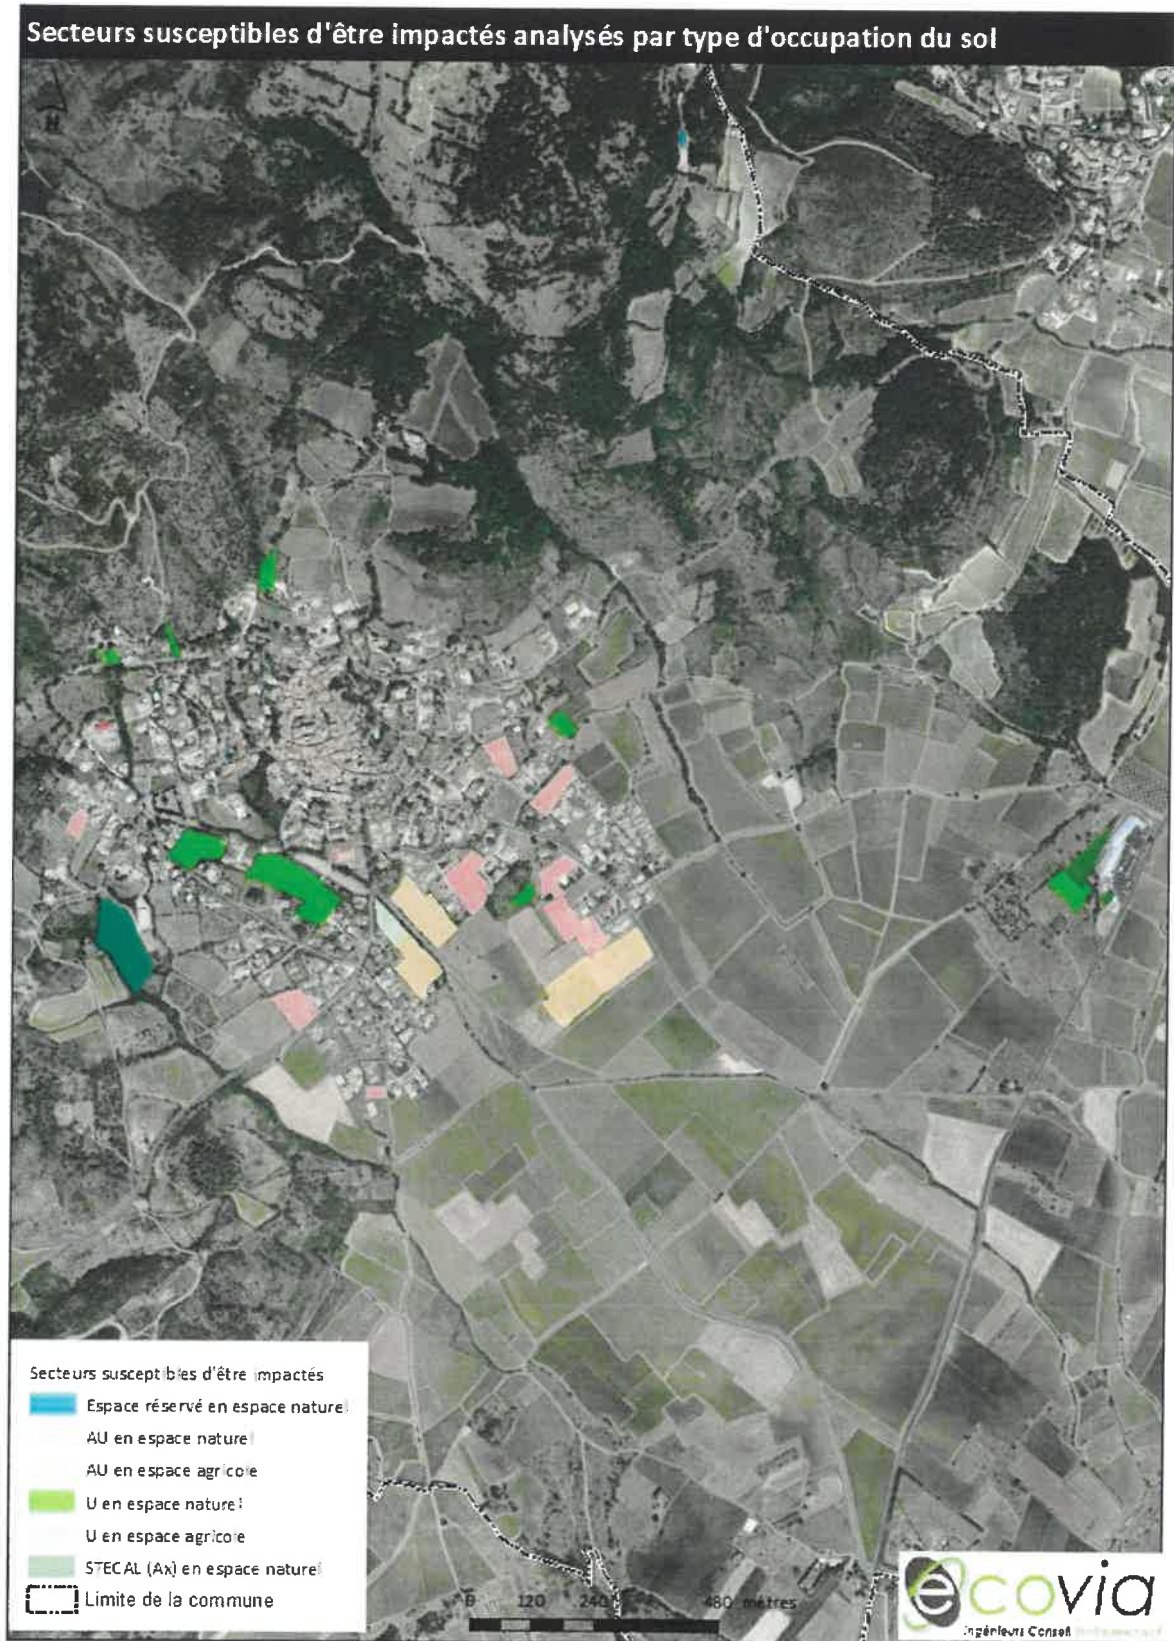 Secteurs susceptibles d'être impactés analysés par type d'occupation du sol
N
Secteurs susceptibles d'être impactés
Espace réservé en espace naturel
AU en espace naturel
AU en espace agricole
U en espace naturel
U en espace agricole
STECAL (Ax) en espace naturel
Limite de la commune
0 120 240 480 mètres
ecovia
Ingénieurs Conseil